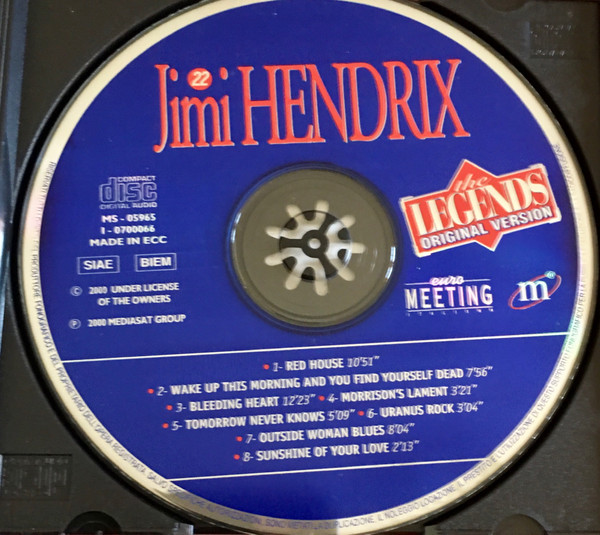 22
Jimi HENDRIX
COMPACT
disc
DIGITAL AUDIO
MS - 05965
I - 0700066
MADE IN ECC
SIAE BIEM
© 2000 UNDER LICENSE
OF THE OWNERS
℗ 2000 MEDIASAT GROUP
the
LEGENDS
ORIGINAL VERSION
euro
MEETING
m
• 1- RED HOUSE 10'51"
• 2- WAKE UP THIS MORNING AND YOU FIND YOURSELF DEAD 7'56"
• 3- BLEEDING HEART 12'23" • 4- MORRISON'S LAMENT 3'21"
• 5- TOMORROW NEVER KNOWS 5'09" • 6- URANUS ROCK 3'04"
• 7- OUTSIDE WOMAN BLUES 8'04"
• 8- SUNSHINE OF YOUR LOVE 2'13"